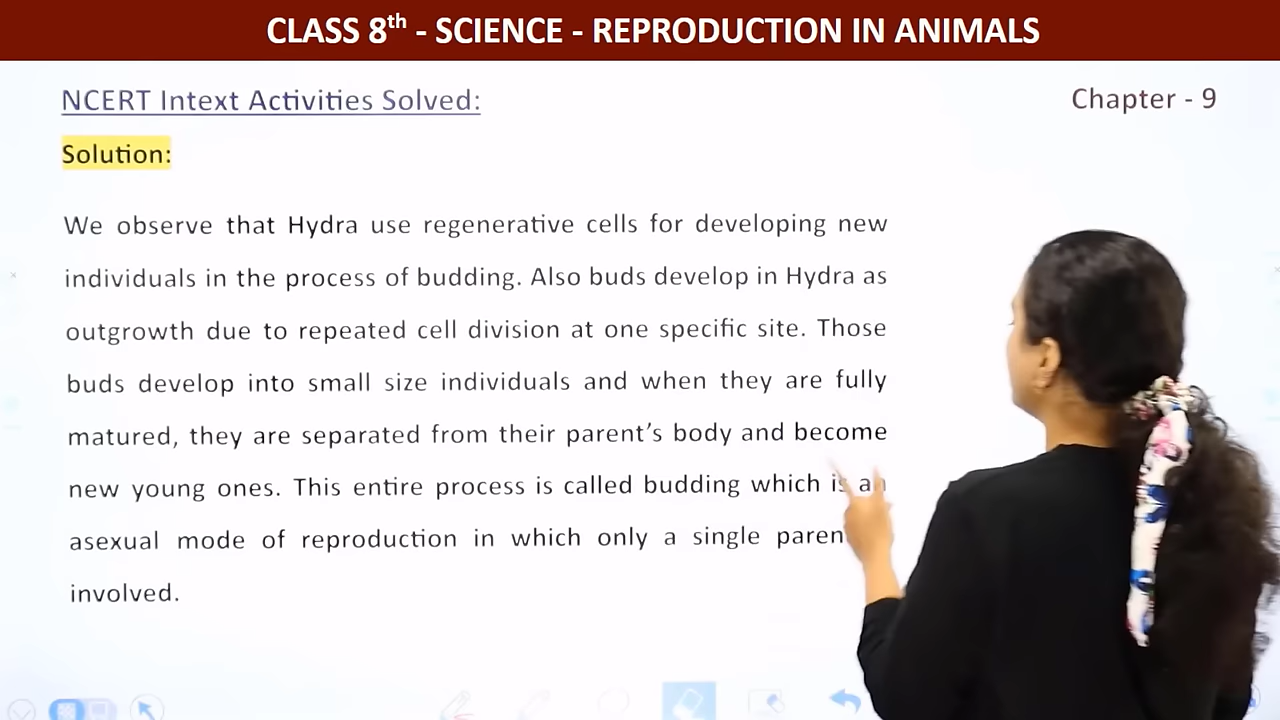 CLASS 8th - SCIENCE - REPRODUCTION IN ANIMALS
NCERT Intext Activities Solved:
Chapter - 9
Solution:
We observe that Hydra use regenerative cells for developing new
individuals in the process of budding. Also buds develop in Hydra as
outgrowth due to repeated cell division at one specific site. Those
buds develop into small size individuals and when they are fully
matured, they are separated from their parent's body and become
new young ones. This entire process is called budding which is an
asexual mode of reproduction in which only a single paren
involved.